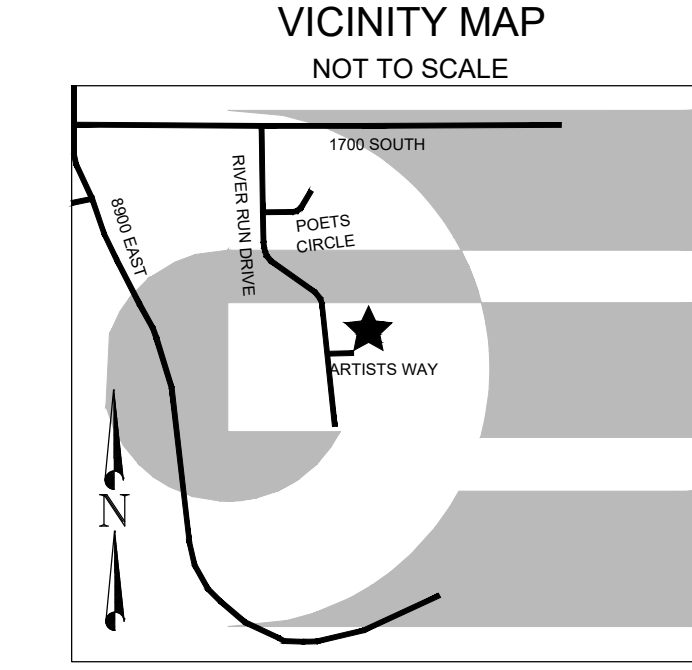 VICINITY MAP
NOT TO SCALE
1700 SOUTH
RIVER RUN DRIVE
8900 EAST
POETS
CIRCLE
ARTISTS WAY
N